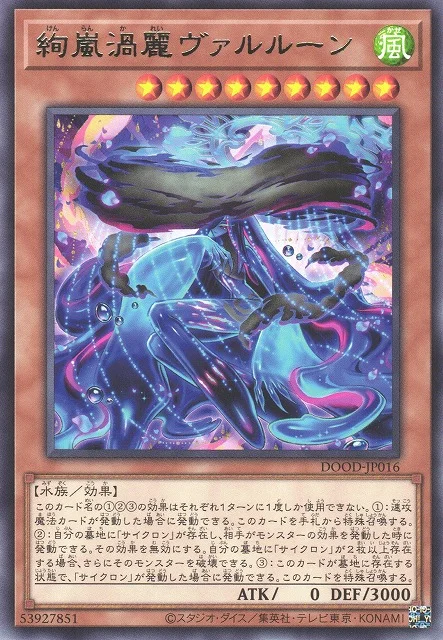 絢嵐渦麗ヴァルルーン
風
DOOD-JP016
【水族／効果】
このカード名の①②③の効果はそれぞれ1ターンに1度しか使用できない。①：速攻
魔法カードが発動した場合に発動できる。このカードを手札から特殊召喚する。
②：自分の墓地に「サイクロン」が存在し、相手がモンスターの効果を発動した時に
発動できる。その効果を無効にする。自分の墓地に「サイクロン」が２枚以上存在
する場合、さらにそのモンスターを破壊できる。③：このカードが墓地に存在する
状態で、「サイクロン」が発動した場合に発動できる。このカードを特殊召喚する。
ATK/ 0 DEF/3000
53927851 ©スタジオ・ダイス／集英社・テレビ東京・KONAMI